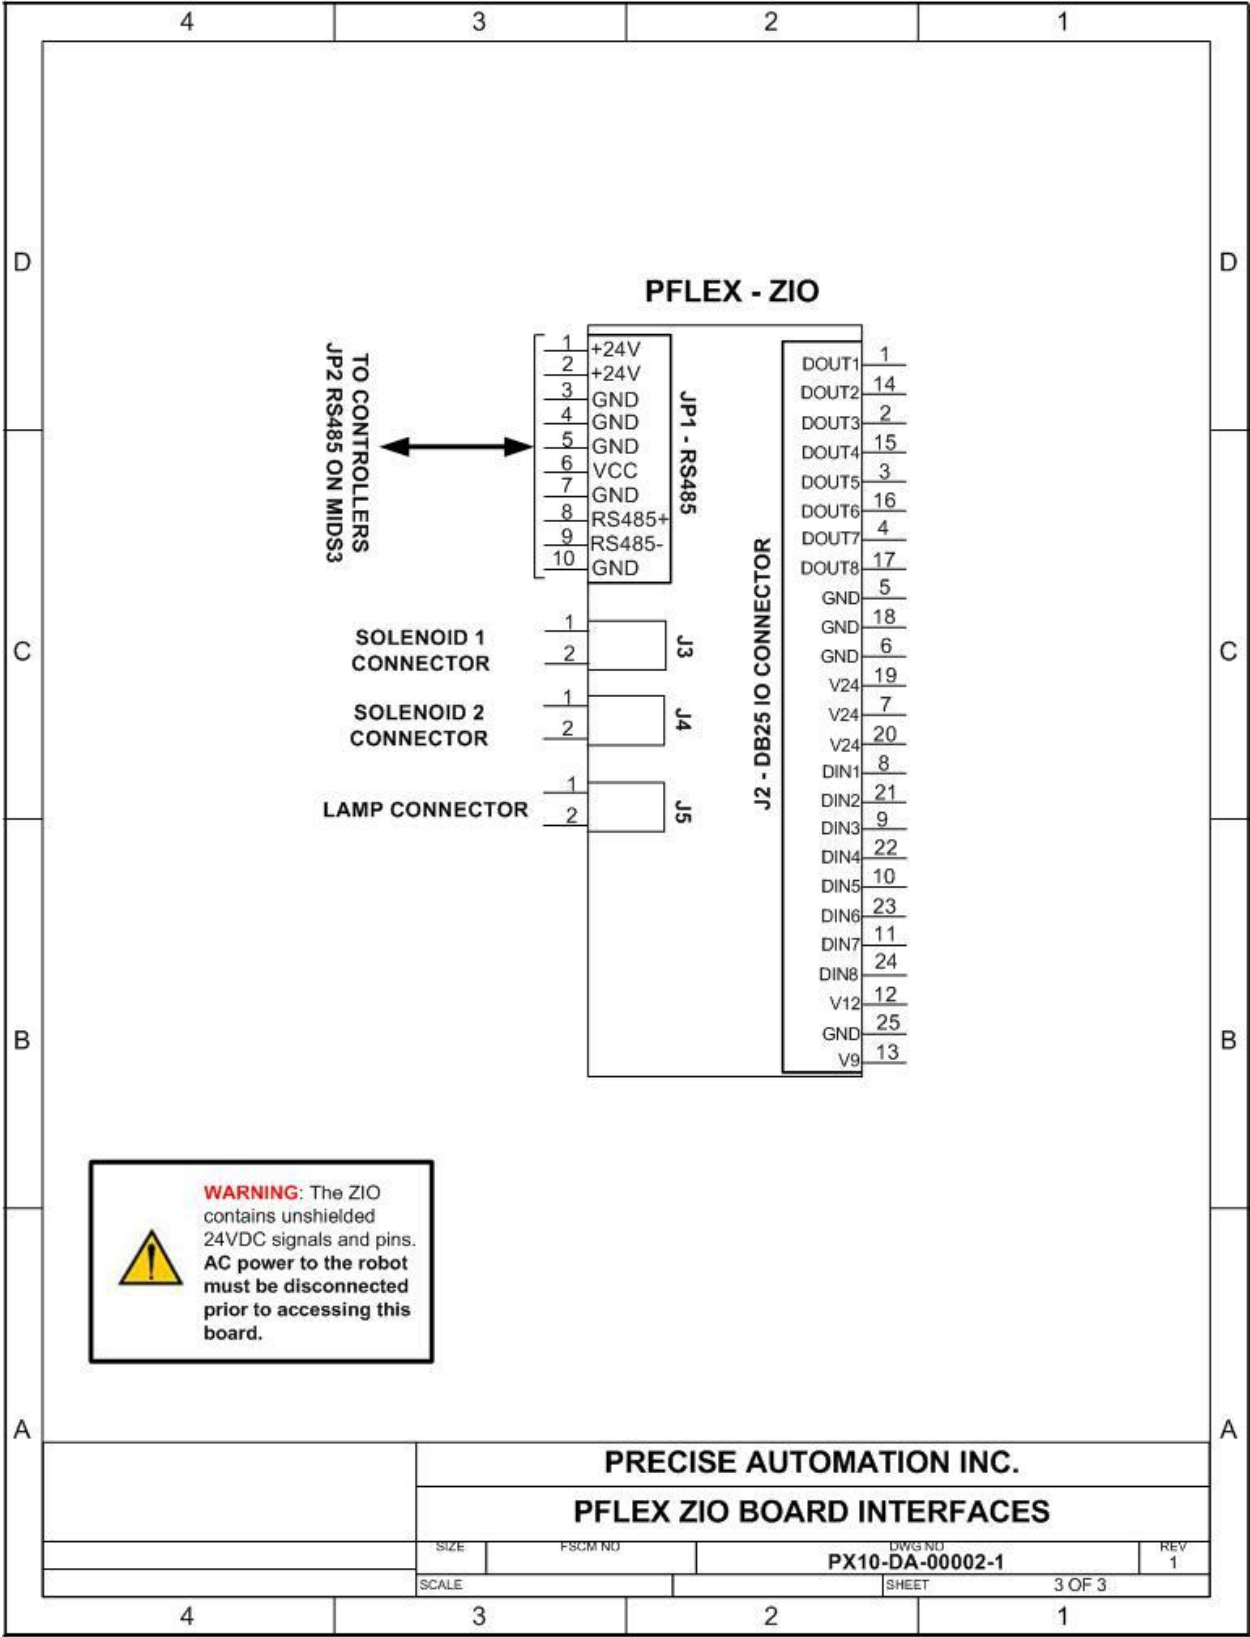 4 3 2 1
D D
PFLEX - ZIO
TO CONTROLLERS
JP2 RS485 ON MIDS3
1 +24V
2 +24V
3 GND
4 GND
5 GND
6 VCC
7 GND
8 RS485+
9 RS485-
10 GND
JP1 - RS485
SOLENOID 1
CONNECTOR
1
2
J3
SOLENOID 2
CONNECTOR
1
2
J4
LAMP CONNECTOR
1
2
J5
J2 - DB25 IO CONNECTOR
DOUT1 1
DOUT2 14
DOUT3 2
DOUT4 15
DOUT5 3
DOUT6 16
DOUT7 4
DOUT8 17
GND 5
GND 18
GND 6
V24 19
V24 7
V24 20
DIN1 8
DIN2 21
DIN3 9
DIN4 22
DIN5 10
DIN6 23
DIN7 11
DIN8 24
V12 12
GND 25
V9 13
C C
B B
WARNING: The ZIO
contains unshielded
24VDC signals and pins.
AC power to the robot
must be disconnected
prior to accessing this
board.
A A
PRECISE AUTOMATION INC.
PFLEX ZIO BOARD INTERFACES
SIZE FSCM NO DWG NO REV
PX10-DA-00002-1 1
SCALE SHEET 3 OF 3
4 3 2 1